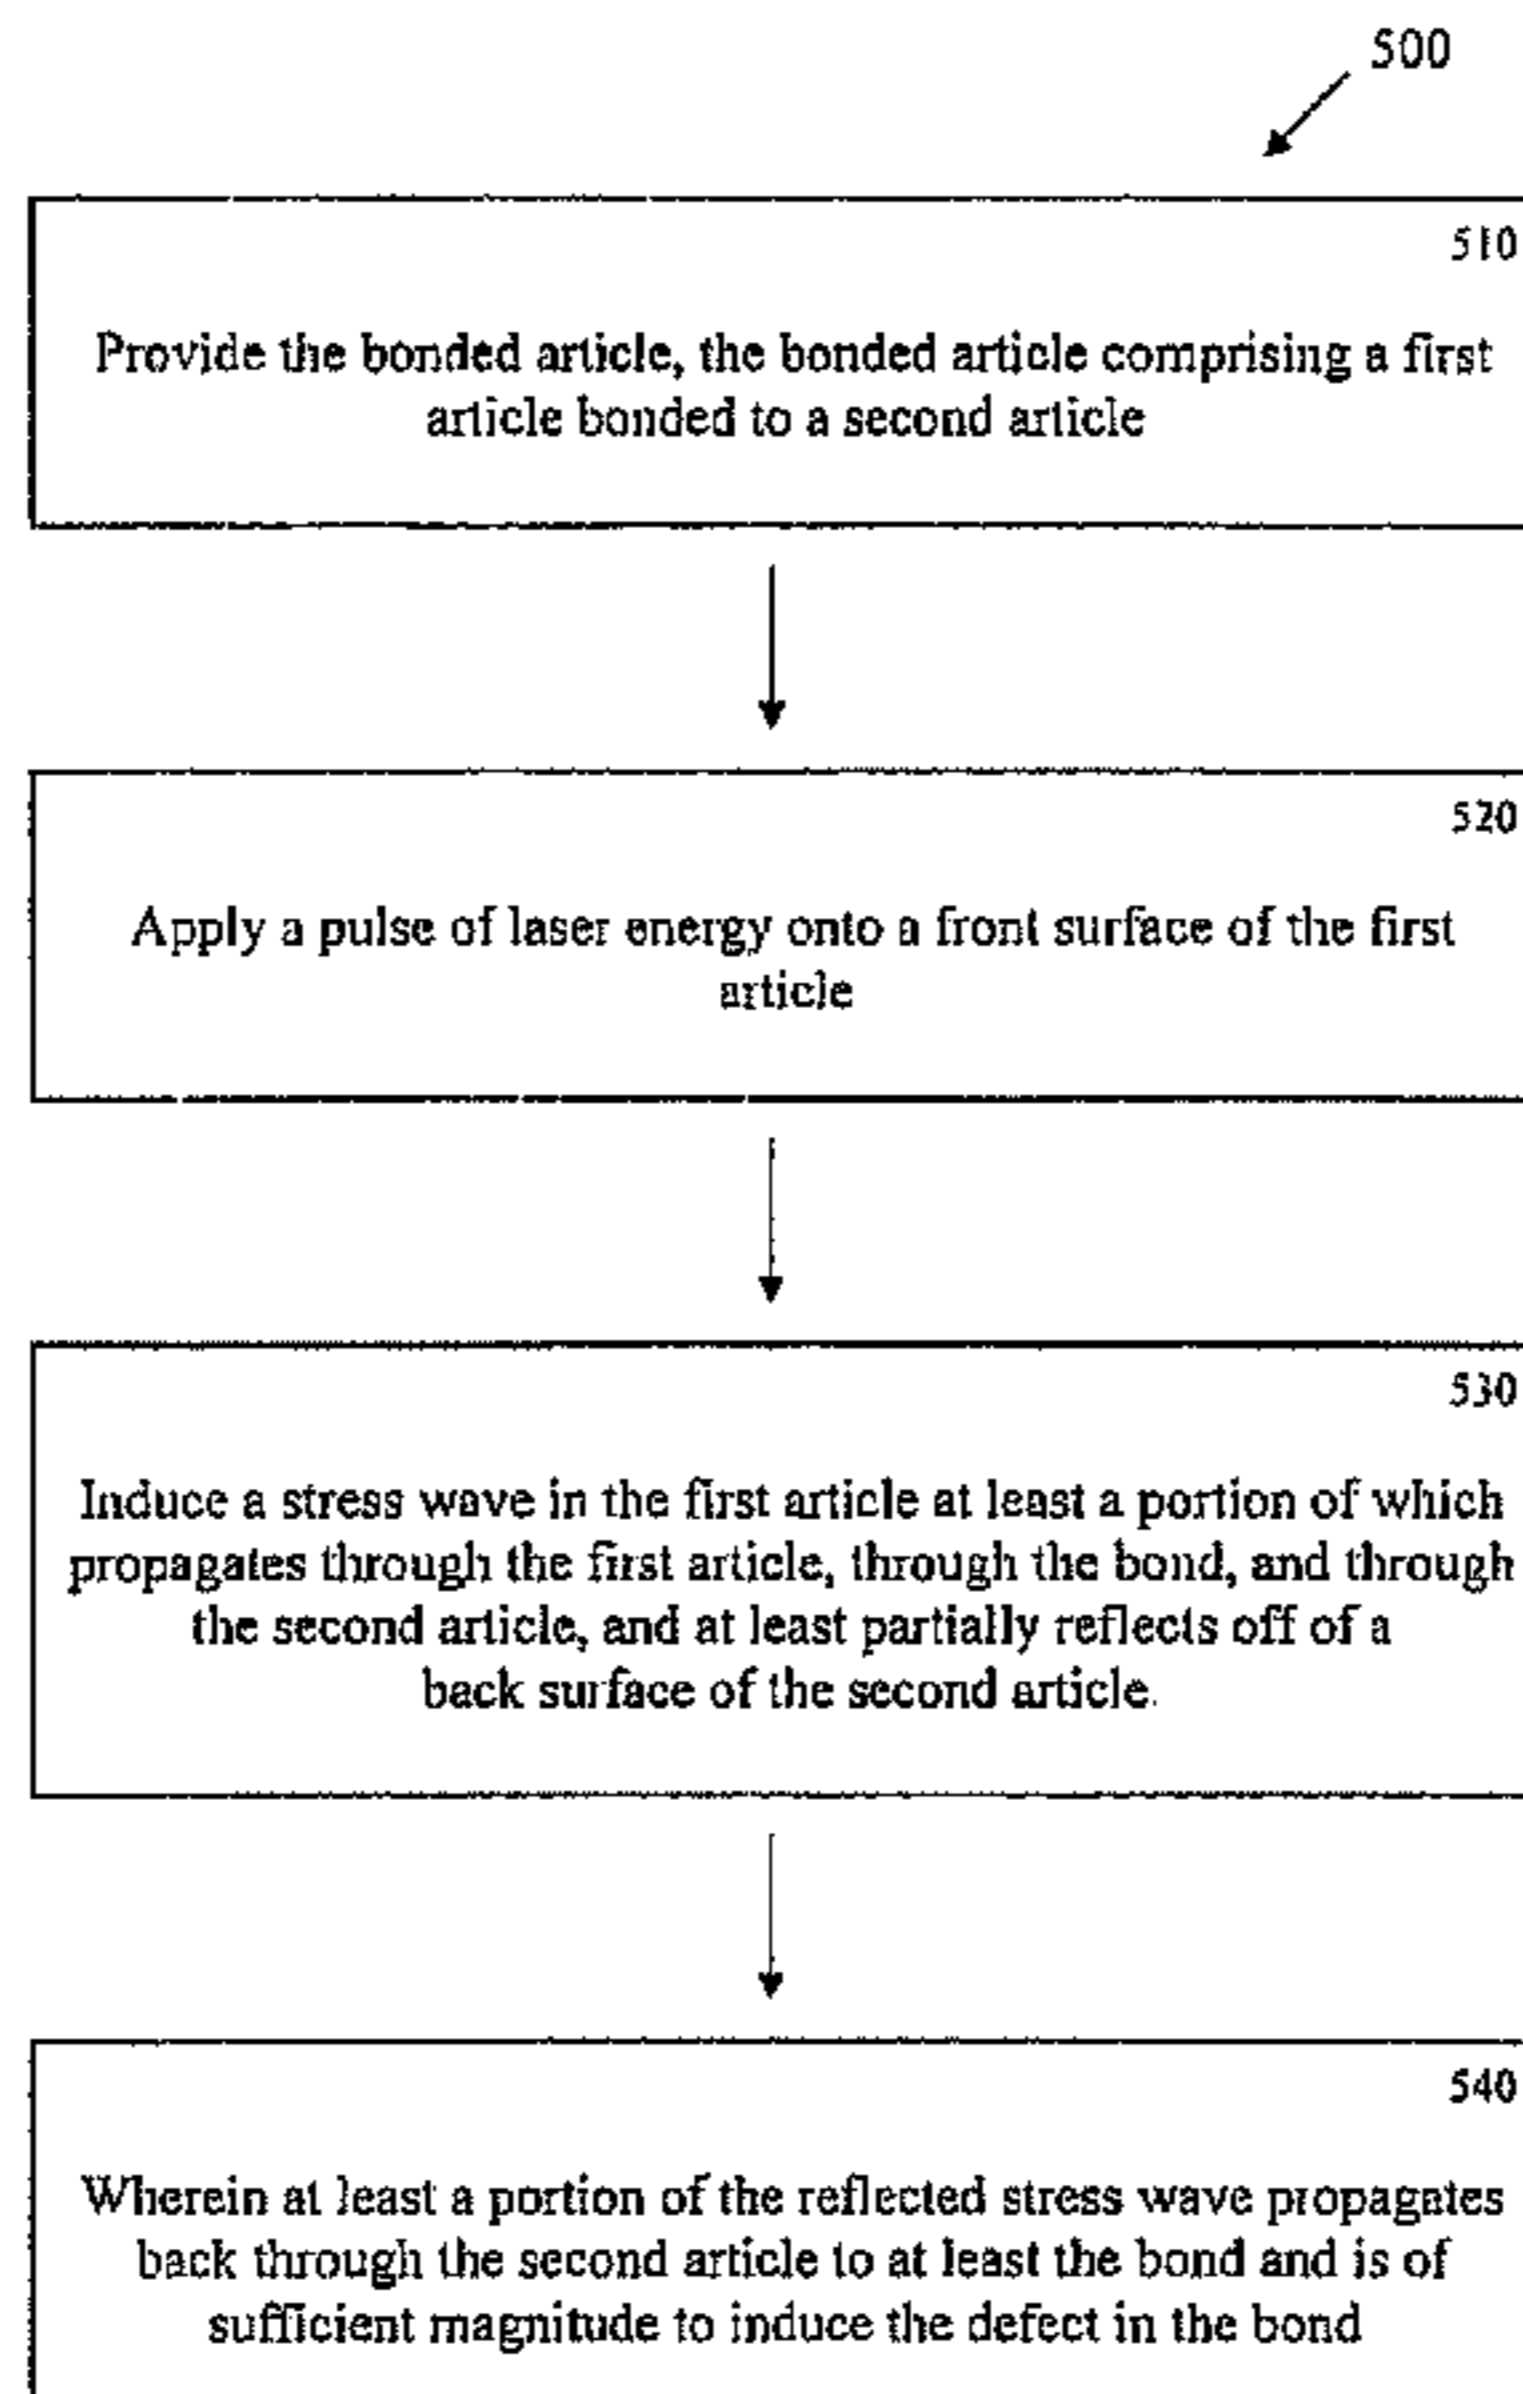 500
510
Provide the bonded article, the bonded article comprising a first
article bonded to a second article
520
Apply a pulse of laser energy onto a front surface of the first
article
530
Induce a stress wave in the first article at least a portion of which
propagates through the first article, through the bond, and through
the second article, and at least partially reflects off of a
back surface of the second article.
540
Wherein at least a portion of the reflected stress wave propagates
back through the second article to at least the bond and is of
sufficient magnitude to induce the defect in the bond